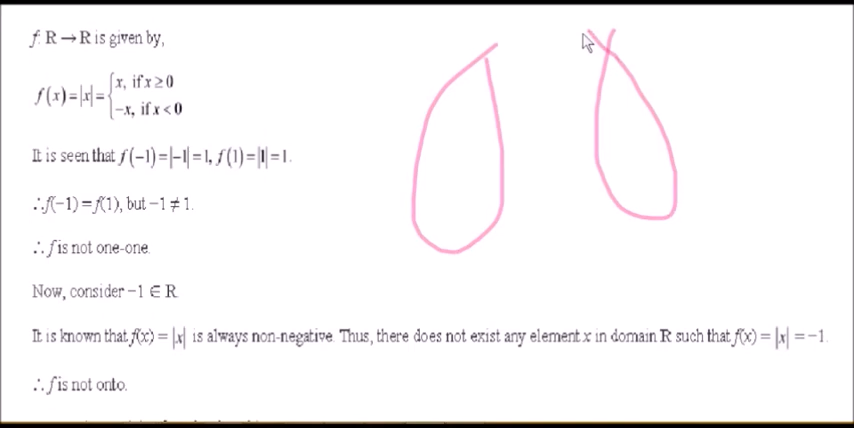 f: R → R is given by,
f(x) = |x| = { x, if x ≥ 0
−x, if x < 0
It is seen that f(−1) = |−1| = 1, f(1) = |1| = 1.
∴ f(−1) = f(1), but −1 ≠ 1.
∴ f is not one-one.
Now, consider −1 ∈ R.
It is known that f(x) = |x| is always non-negative. Thus, there does not exist any element x in domain R such that f(x) = |x| = −1.
∴ f is not onto.